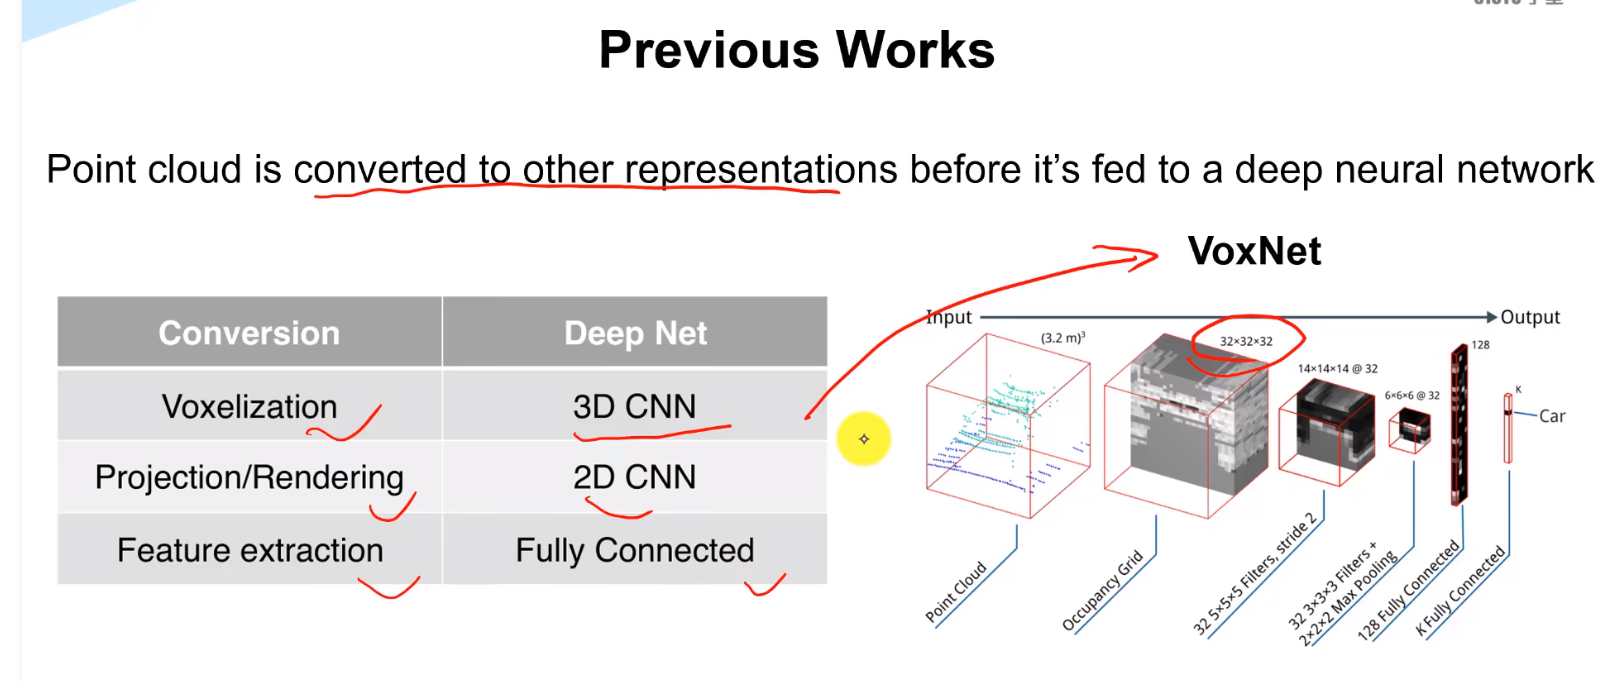 Previous Works
Point cloud is converted to other representations before it's fed to a deep neural network
VoxNet
Conversion Deep Net
Voxelization 3D CNN
Projection/Rendering 2D CNN
Feature extraction Fully Connected
Input Output
(3.2 m)³
32×32×32
14×14×14 @ 32
6×6×6 @ 32
128
K
Car
Point Cloud
Occupancy Grid
32 5×5×5 Filters, stride 2
32 3×3×3 Filters +
2×2×2 Max Pooling
128 Fully Connected
K Fully Connected